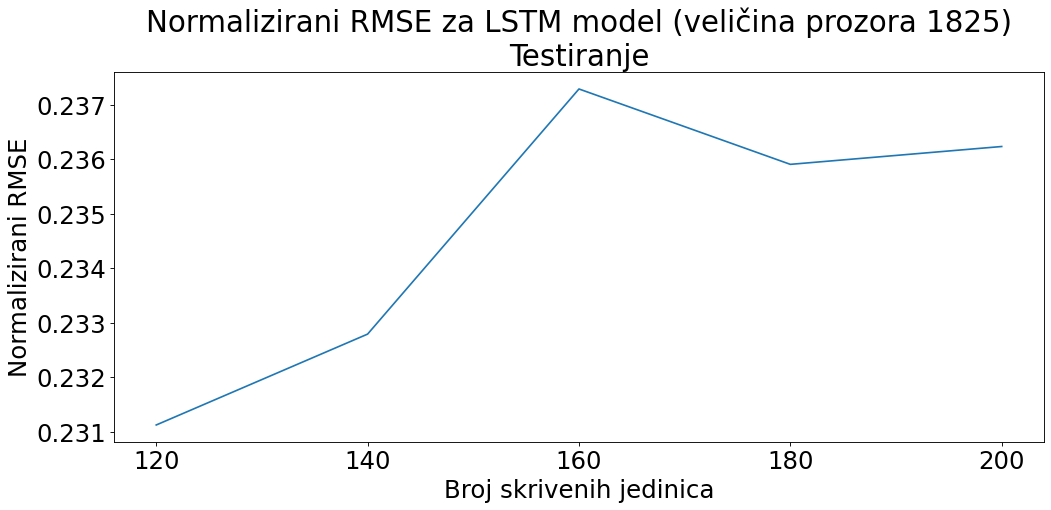 Normalizirani RMSE za LSTM model (veličina prozora 1825)
Testiranje
Normalizirani RMSE
0.237
0.236
0.235
0.234
0.233
0.232
0.231
120 140 160 180 200
Broj skrivenih jedinica